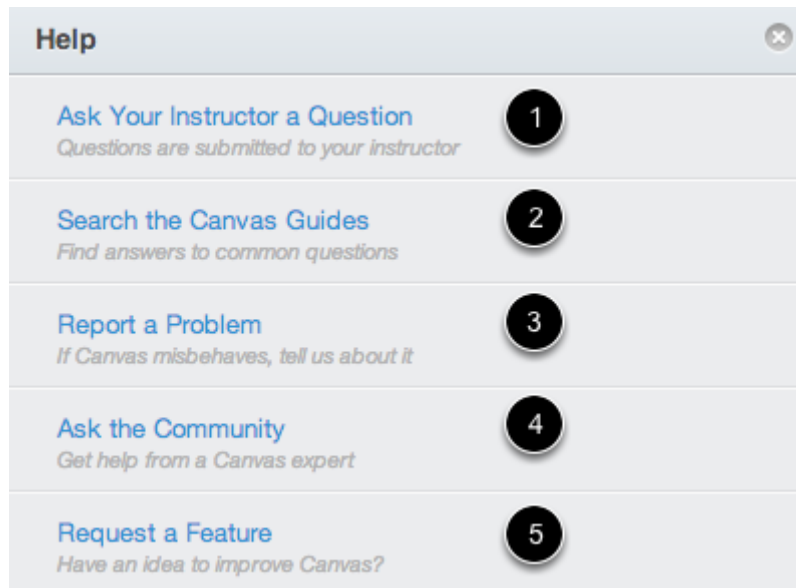 Help
Ask Your Instructor a Question
1
Questions are submitted to your instructor
Search the Canvas Guides
2
Find answers to common questions
Report a Problem
3
If Canvas misbehaves, tell us about it
Ask the Community
4
Get help from a Canvas expert
Request a Feature
5
Have an idea to improve Canvas?